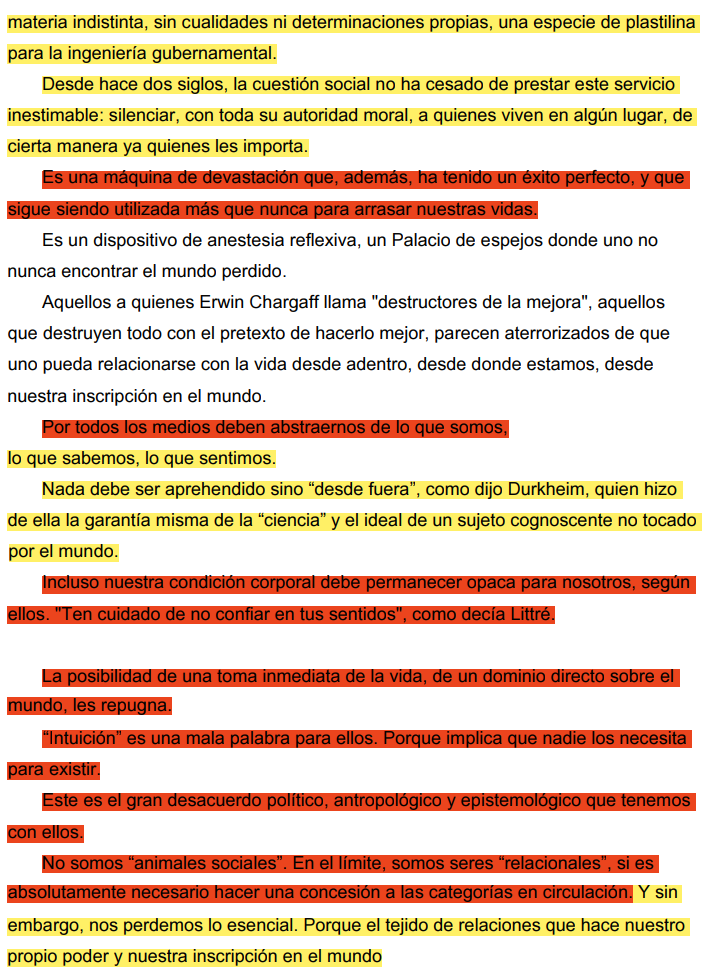 materia indistinta, sin cualidades ni determinaciones propias, una especie de plastilina
para la ingeniería gubernamental.
Desde hace dos siglos, la cuestión social no ha cesado de prestar este servicio
inestimable: silenciar, con toda su autoridad moral, a quienes viven en algún lugar, de
cierta manera ya quienes les importa.
Es una máquina de devastación que, además, ha tenido un éxito perfecto, y que
sigue siendo utilizada más que nunca para arrasar nuestras vidas.
Es un dispositivo de anestesia reflexiva, un Palacio de espejos donde uno no
nunca encontrar el mundo perdido.
Aquellos a quienes Erwin Chargaff llama "destructores de la mejora", aquellos
que destruyen todo con el pretexto de hacerlo mejor, parecen aterrorizados de que
uno pueda relacionarse con la vida desde adentro, desde donde estamos, desde
nuestra inscripción en el mundo.
Por todos los medios deben abstraernos de lo que somos,
lo que sabemos, lo que sentimos.
Nada debe ser aprehendido sino “desde fuera”, como dijo Durkheim, quien hizo
de ella la garantía misma de la “ciencia” y el ideal de un sujeto cognoscente no tocado
por el mundo.
Incluso nuestra condición corporal debe permanecer opaca para nosotros, según
ellos. "Ten cuidado de no confiar en tus sentidos", como decía Littré.
La posibilidad de una toma inmediata de la vida, de un dominio directo sobre el
mundo, les repugna.
“Intuición” es una mala palabra para ellos. Porque implica que nadie los necesita
para existir.
Este es el gran desacuerdo político, antropológico y epistemológico que tenemos
con ellos.
No somos “animales sociales”. En el límite, somos seres “relacionales”, si es
absolutamente necesario hacer una concesión a las categorías en circulación. Y sin
embargo, nos perdemos lo esencial. Porque el tejido de relaciones que hace nuestro
propio poder y nuestra inscripción en el mundo